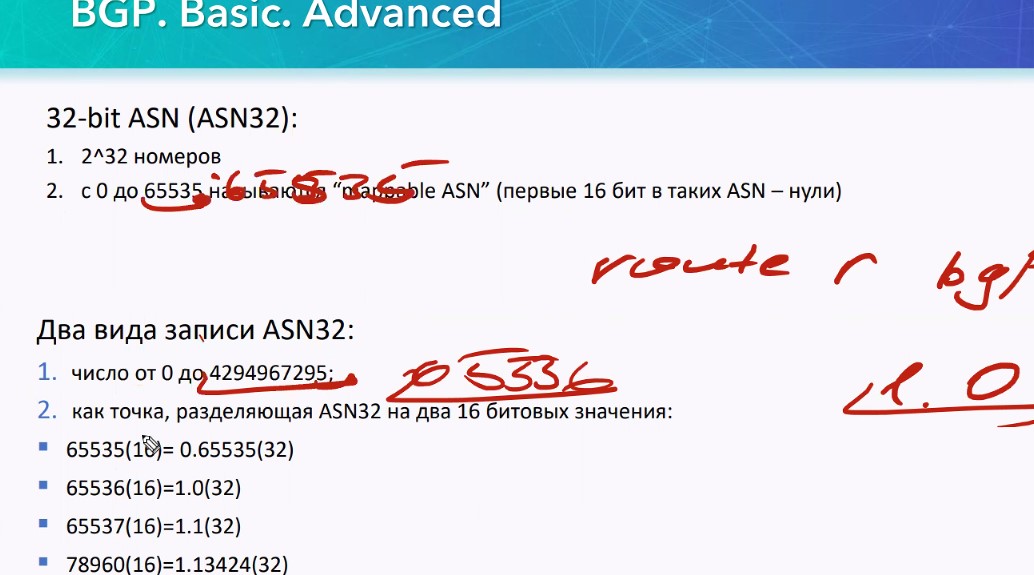 BGP. Basic. Advanced
32-bit ASN (ASN32):
1. 2^32 номеров
2. с 0 до 65535 называются “mappable ASN” (первые 16 бит в таких ASN – нули)
65536
route r bgp
Два вида записи ASN32:
1. число от 0 до 4294967295;
65536
1.0
2. как точка, разделяющая ASN32 на два 16 битовых значения:
65535(16)= 0.65535(32)
65536(16)=1.0(32)
65537(16)=1.1(32)
78960(16)=1.13424(32)